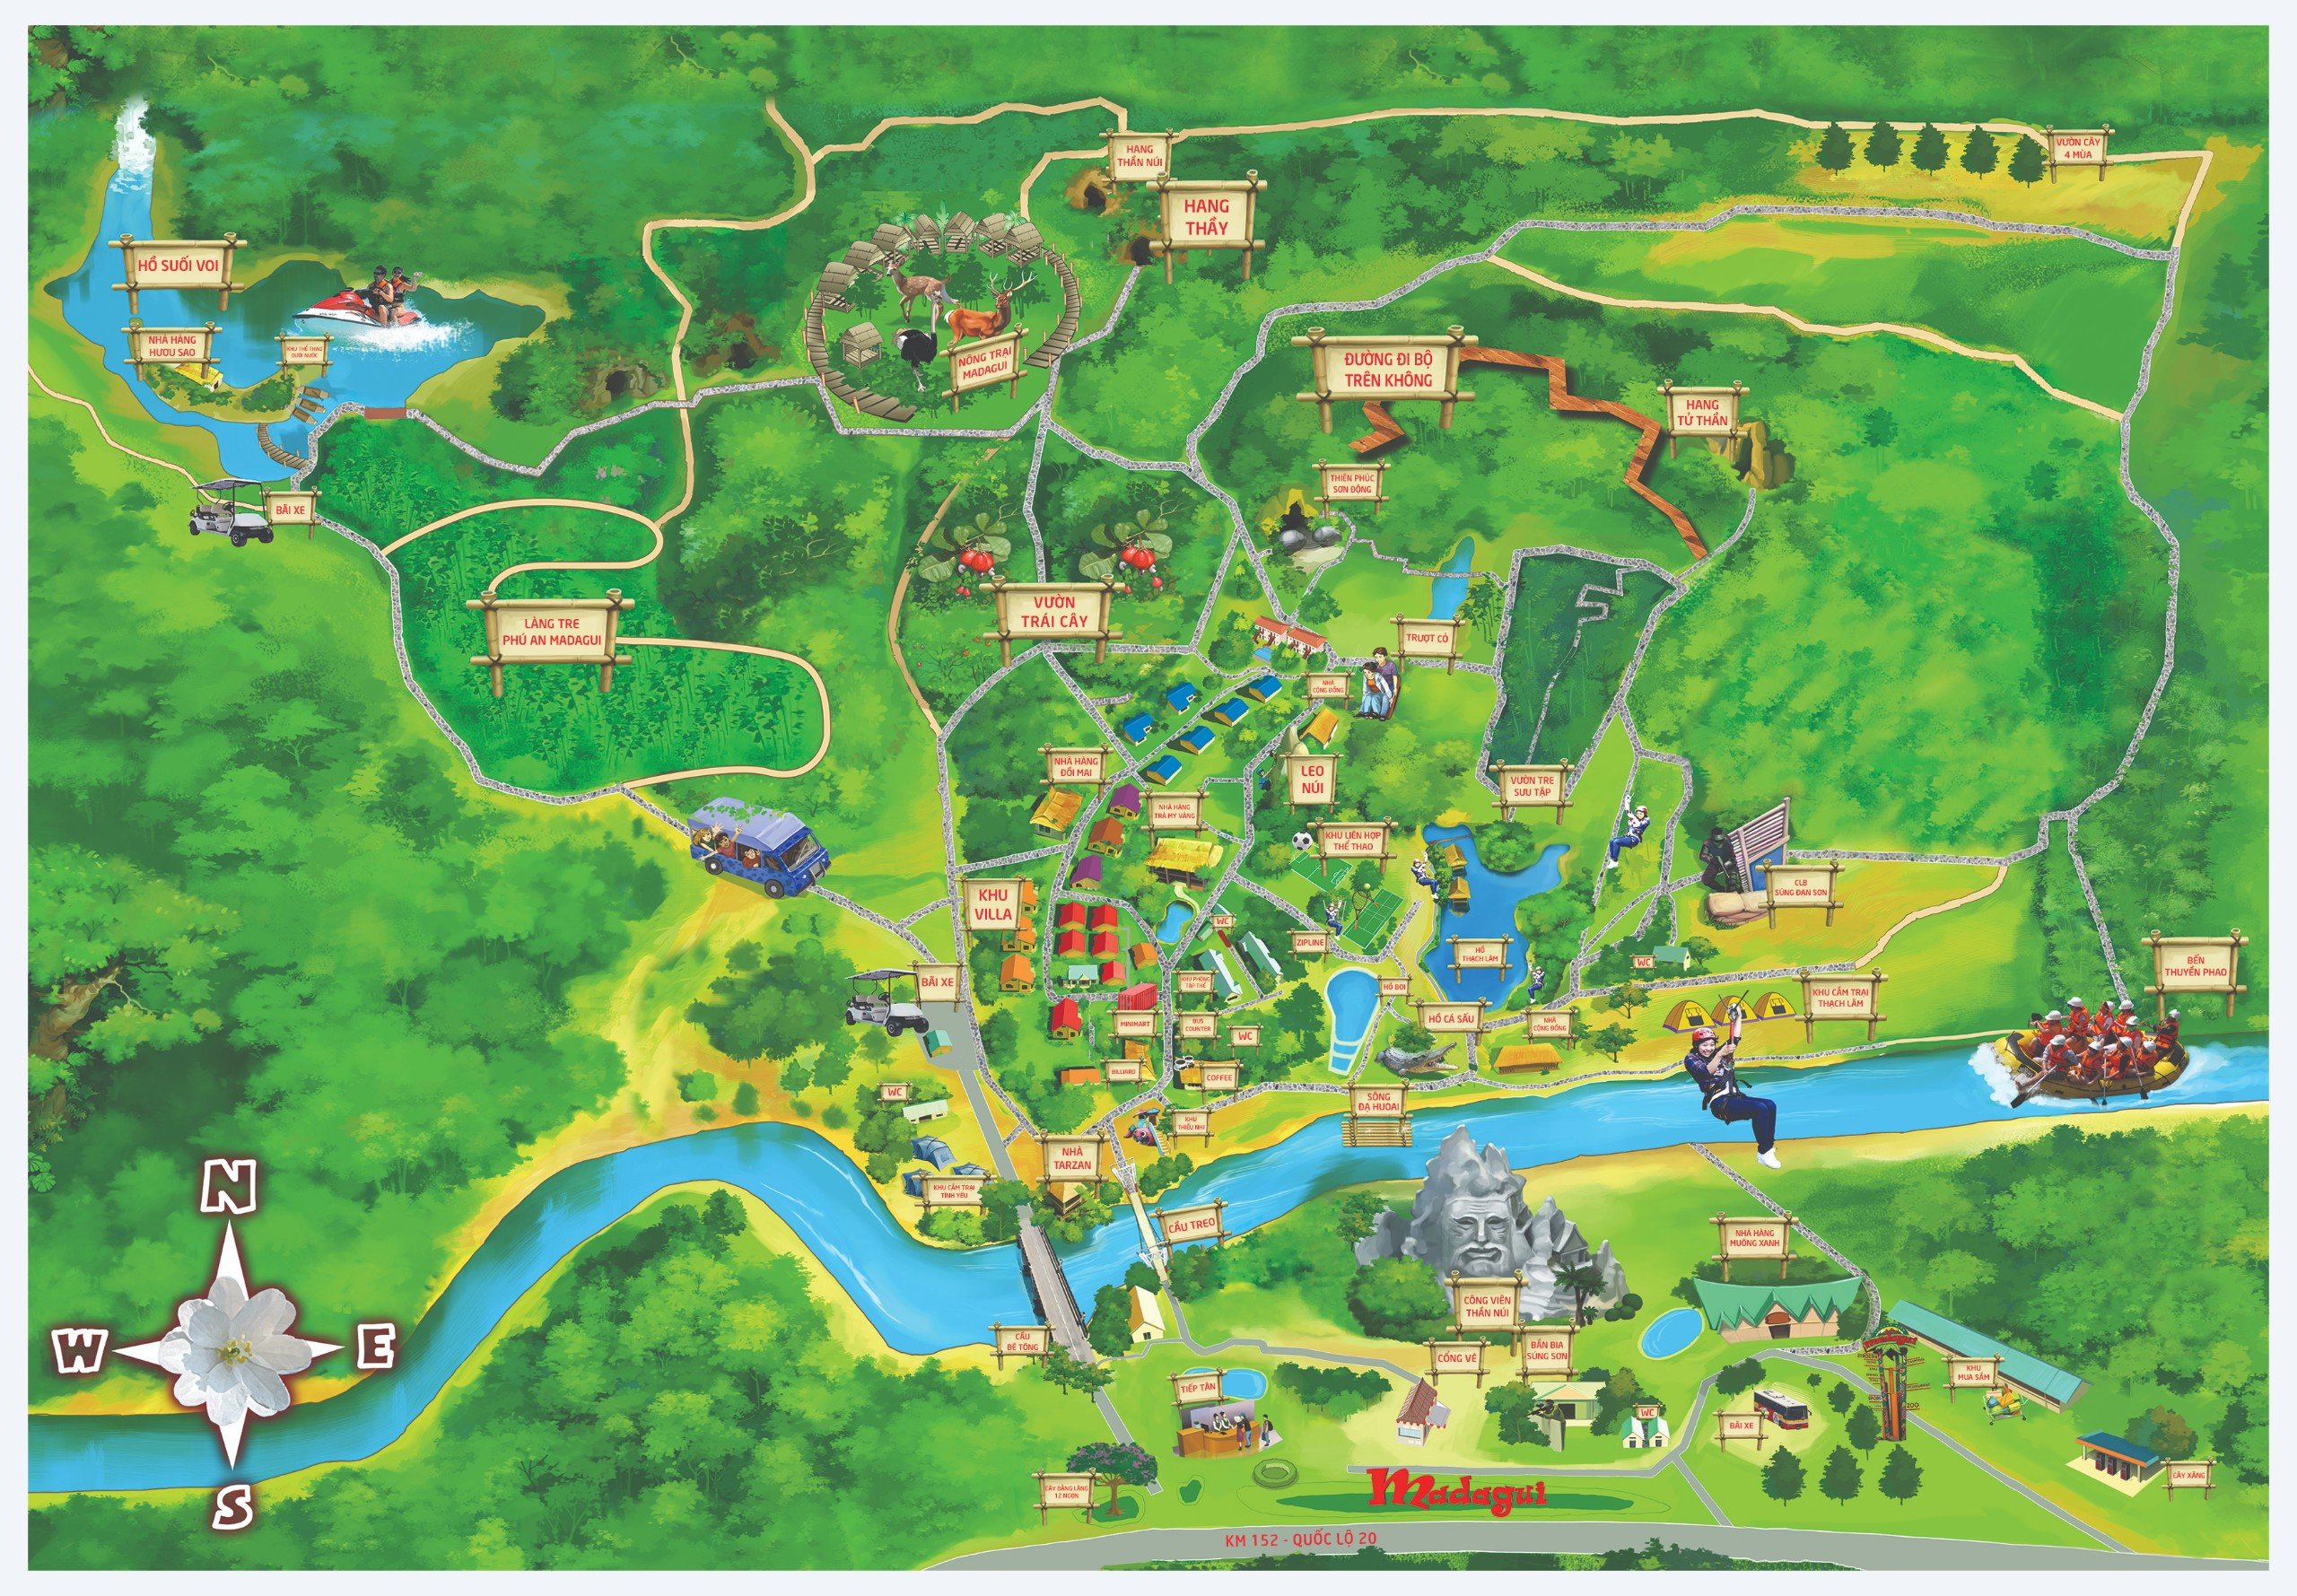 HANG
THẦN NÚI
VƯỜN CÂY
4 MÙA
HANG
THẦY
HỒ SUỐI VOI
NHÀ HÀNG
HƯƠU SAO
KHU THỂ THAO
DƯỚI NƯỚC
NÔNG TRẠI
MADAGUI
ĐƯỜNG ĐI BỘ
TRÊN KHÔNG
HANG
TỬ THẦN
THIÊN PHÚC
SƠN ĐỘNG
BÃI XE
LÀNG TRE
PHÚ AN MADAGUI
VƯỜN
TRÁI CÂY
TRƯỢT CỎ
NHÀ
CỘNG ĐỒNG
NHÀ HÀNG
ĐỒI MAI
LEO
NÚI
VƯỜN TRE
SƯU TẬP
NHÀ HÀNG
TRÀ MY VÀNG
KHU LIÊN HỢP
THỂ THAO
KHU
VILLA
CLB
SÚNG ĐẠN SƠN
WC
ZIPLINE
HỒ
THẠCH LÂM
WC
BẾN
THUYỀN PHAO
BÃI XE
KHU PHÒNG
TẬP THỂ
HỒ BƠI
KHU CẮM TRẠI
THẠCH LÂM
MINIMART
BUS
COUNTER
WC
HỒ CÁ SẤU
NHÀ
CỘNG ĐỒNG
BILLIARD
COFFEE
WC
SÔNG
ĐẠ HUOAI
KHU
THIẾU NHI
NHÀ
TARZAN
KHU CẮM TRẠI
TÌNH YÊU
CẦU TREO
N
W
E
S
NHÀ HÀNG
MUÔNG XANH
CÔNG VIÊN
THẦN NÚI
CẦU
BÊ TÔNG
CỔNG VÉ
BẮN BIA
SÚNG SƠN
TIẾP TÂN
KHU
MUA SẮM
WC
BÃI XE
CÂY BẰNG LĂNG
12 NGỌN
CÂY XĂNG
Madagui
KM 152 - QUỐC LỘ 20